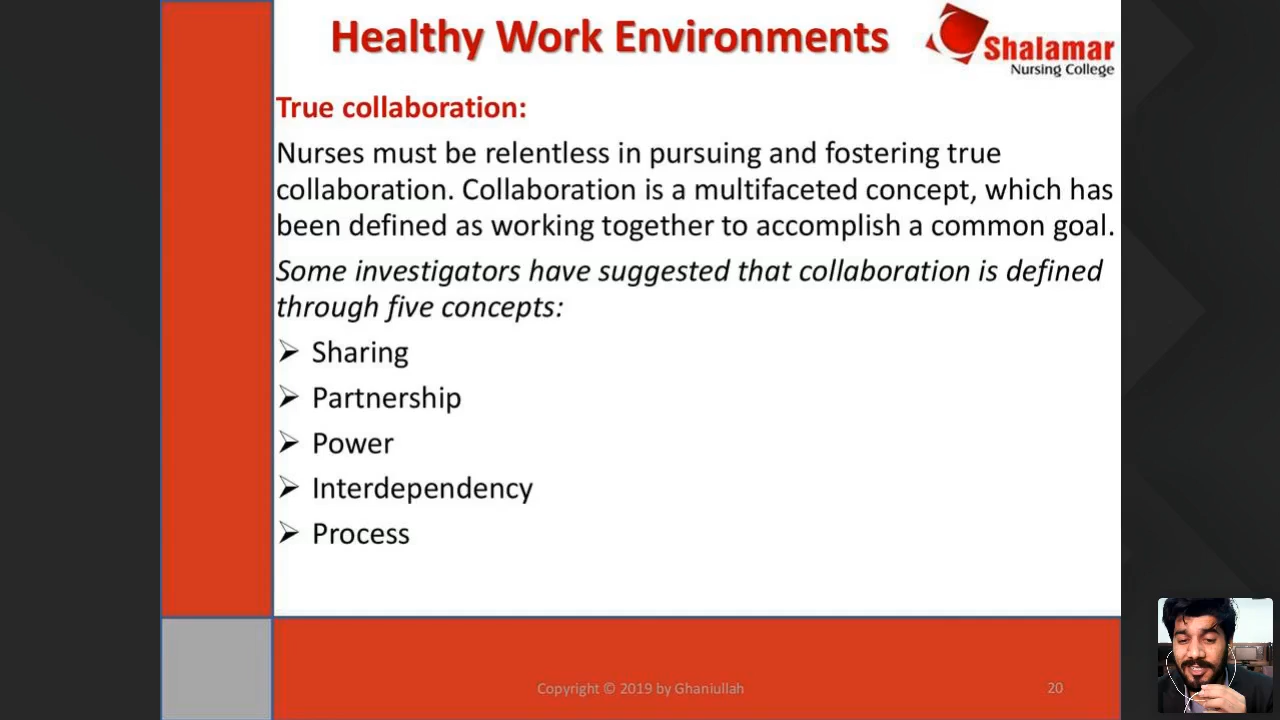 Healthy Work Environments
Shalamar
Nursing College
True collaboration:
Nurses must be relentless in pursuing and fostering true
collaboration. Collaboration is a multifaceted concept, which has
been defined as working together to accomplish a common goal.
Some investigators have suggested that collaboration is defined
through five concepts:
➢ Sharing
➢ Partnership
➢ Power
➢ Interdependency
➢ Process
Copyright © 2019 by Ghaniullah
20